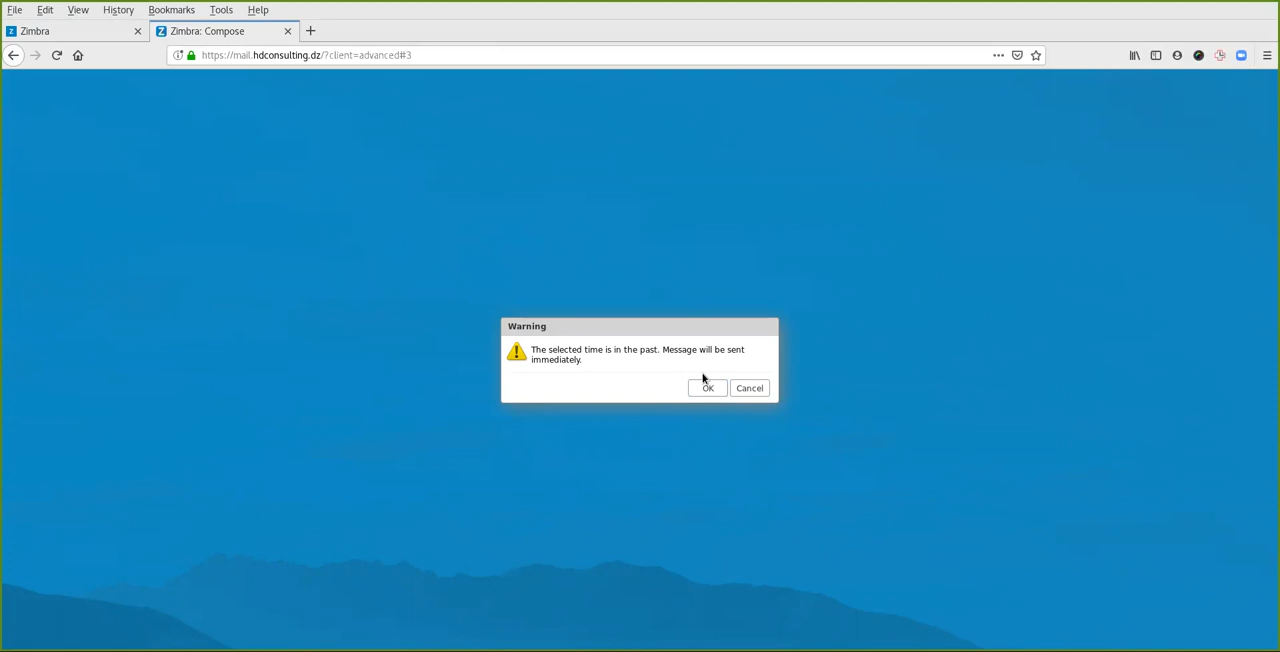 File Edit View History Bookmarks Tools Help
Zimbra
Zimbra: Compose
https://mail.hdconsulting.dz/?client=advanced#3
Warning
The selected time is in the past. Message will be sent
immediately.
OK Cancel